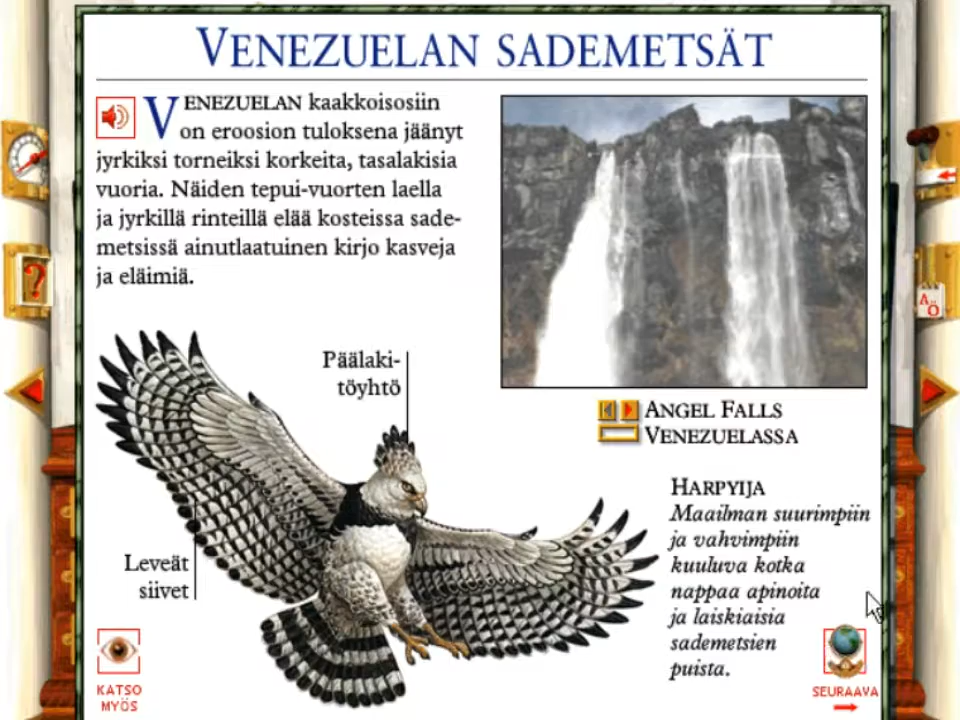 VENEZUELAN SADEMETSÄT
VENEZUELAN kaakkoisosiin
on eroosion tuloksena jäänyt
jyrkiksi torneiksi korkeita, tasalakisia
vuoria. Näiden tepui-vuorten laella
ja jyrkillä rinteillä elää kosteissa sade-
metsissä ainutlaatuinen kirjo kasveja
ja eläimiä.
Päälaki-
töyhtö
ANGEL FALLS
VENEZUELASSA
HARPYIJA
Maailman suurimpiin
ja vahvimpiin
kuuluva kotka
nappaa apinoita
ja laiskiaisia
sademetsien
puista.
Leveät
siivet
KATSO
MYÖS
SEURAAVA
?
A
Ö